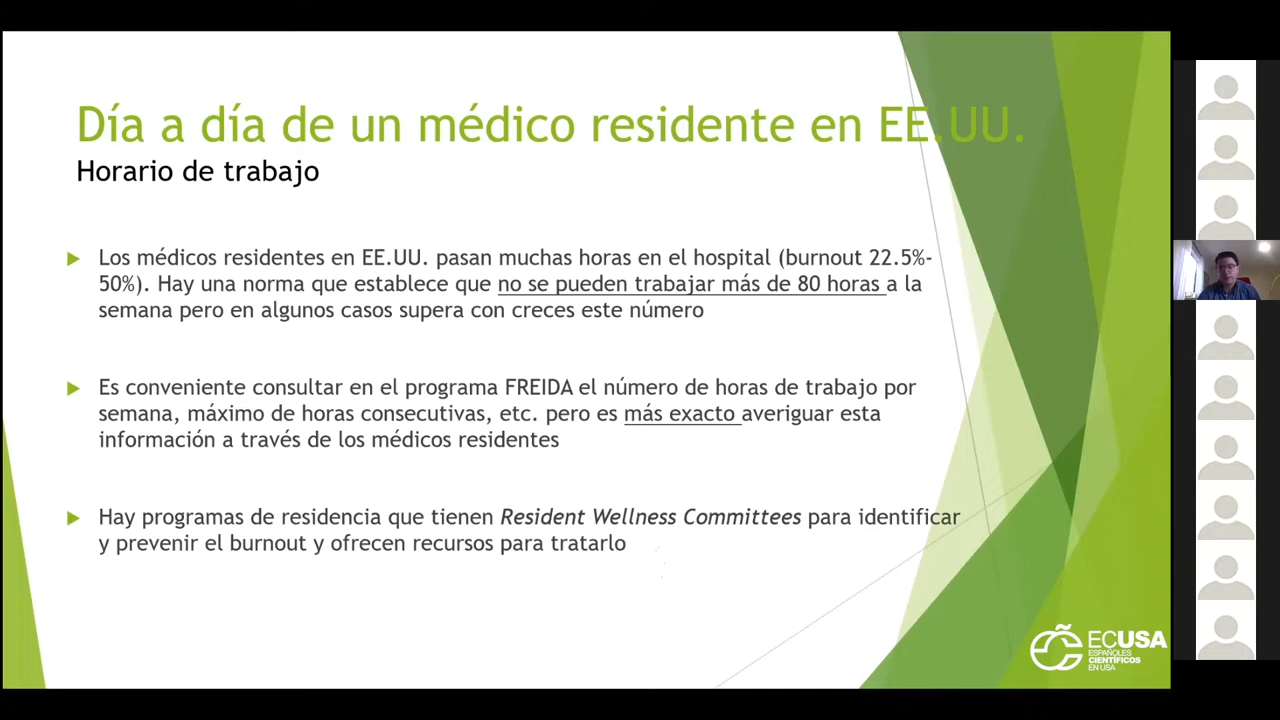 Día a día de un médico residente en EE.UU.
Horario de trabajo
Los médicos residentes en EE.UU. pasan muchas horas en el hospital (burnout 22.5%-
50%). Hay una norma que establece que no se pueden trabajar más de 80 horas a la
semana pero en algunos casos supera con creces este número
Es conveniente consultar en el programa FREIDA el número de horas de trabajo por
semana, máximo de horas consecutivas, etc. pero es más exacto averiguar esta
información a través de los médicos residentes
Hay programas de residencia que tienen Resident Wellness Committees para identificar
y prevenir el burnout y ofrecen recursos para tratarlo
ECUSA
ESPAÑOLES
CIENTÍFICOS
EN USA